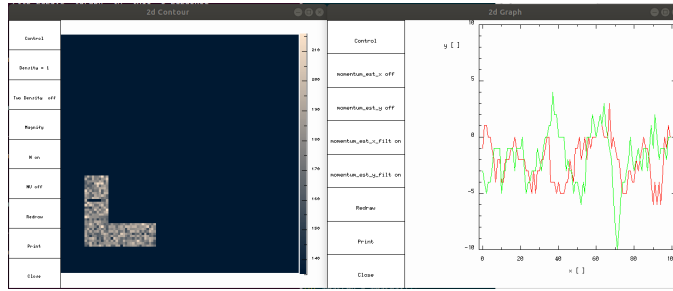 2d Contour
Control
Density = 1
Two Density  off
Magnify
N on
NU off
Redraw
Print
Close
210
200
190
180
170
160
150
140
2d Graph
Control
momentum_est_x off
momentum_est_y off
momentum_est_x_filt on
momentum_est_y_filt on
Redraw
Print
Close
y [ ]
10
5
0
-5
-10
0 20 40 60 80 100
x [ ]